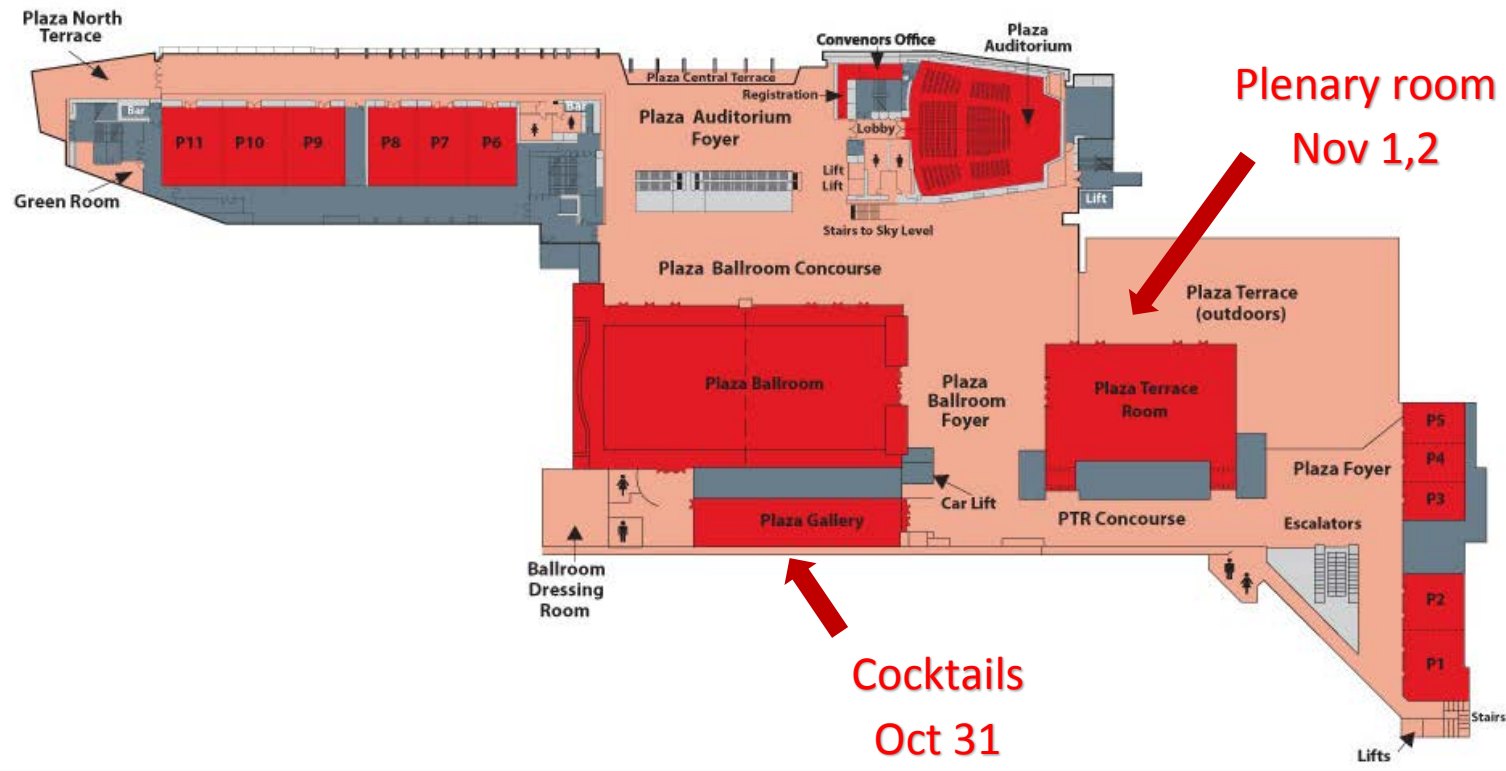 Plaza North
Terrace
Convenors Office
Plaza
Auditorium
Plaza Central Terrace
Registration
Plenary room
Nov 1,2
Bar
Bar
P11
P10
P9
P8
P7
P6
Plaza Auditorium
Foyer
Lobby
Lift
Lift
Green Room
Lift
Stairs to Sky Level
Plaza Ballroom Concourse
Plaza Terrace
(outdoors)
Plaza Ballroom
Plaza
Ballroom
Foyer
Plaza Terrace
Room
P5
P4
P3
Plaza Foyer
Car Lift
Plaza Gallery
PTR Concourse
Escalators
Ballroom
Dressing
Room
P2
P1
Cocktails
Oct 31
Stairs
Lifts